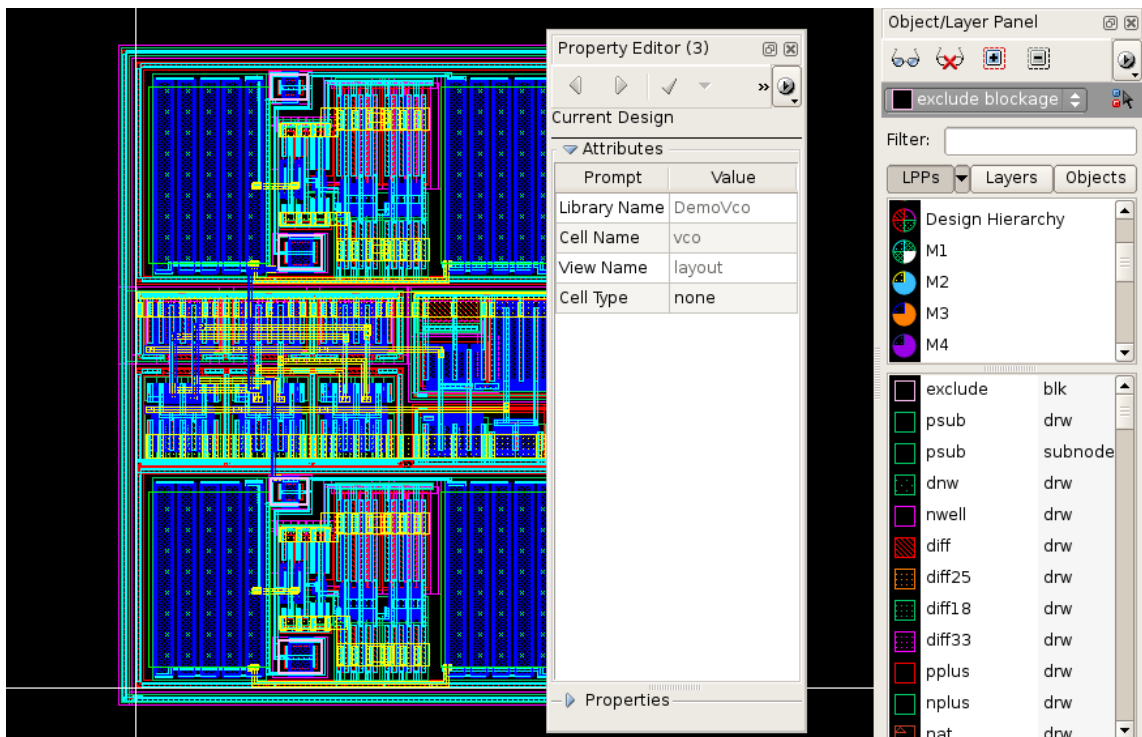 Property Editor (3)
»
Current Design
Attributes
Prompt Value
Library Name DemoVco
Cell Name vco
View Name layout
Cell Type none
Properties
Object/Layer Panel
exclude blockage
Filter:
LPPs Layers Objects
Design Hierarchy
M1
M2
M3
M4
exclude blk
psub drw
psub subnode
dnw drw
nwell drw
diff drw
diff25 drw
diff18 drw
diff33 drw
pplus drw
nplus drw
nat drw